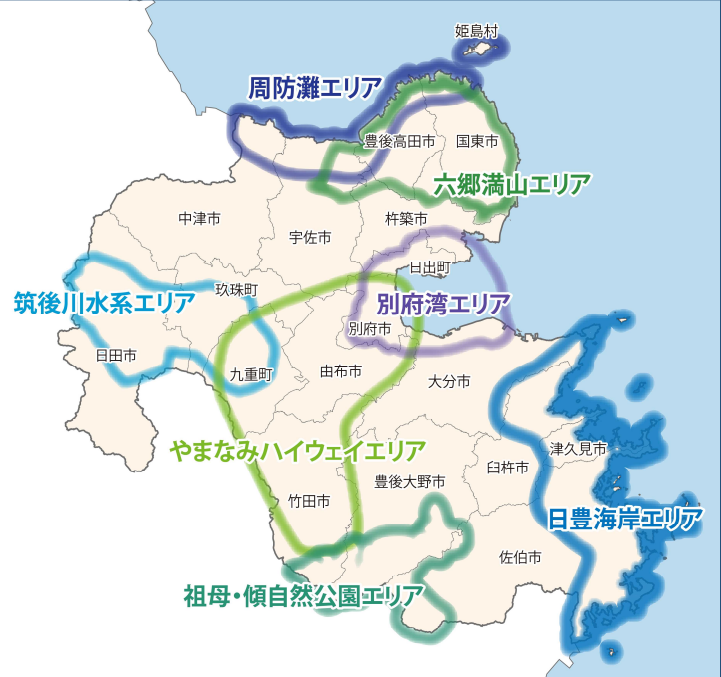 姫島村
周防灘エリア
豊後高田市
国東市
六郷満山エリア
中津市
宇佐市
杵築市
日出町
筑後川水系エリア
玖珠町
別府湾エリア
別府市
日田市
九重町
由布市
大分市
やまなみハイウェイエリア
津久見市
臼杵市
豊後大野市
竹田市
日豊海岸エリア
佐伯市
祖母・傾自然公園エリア